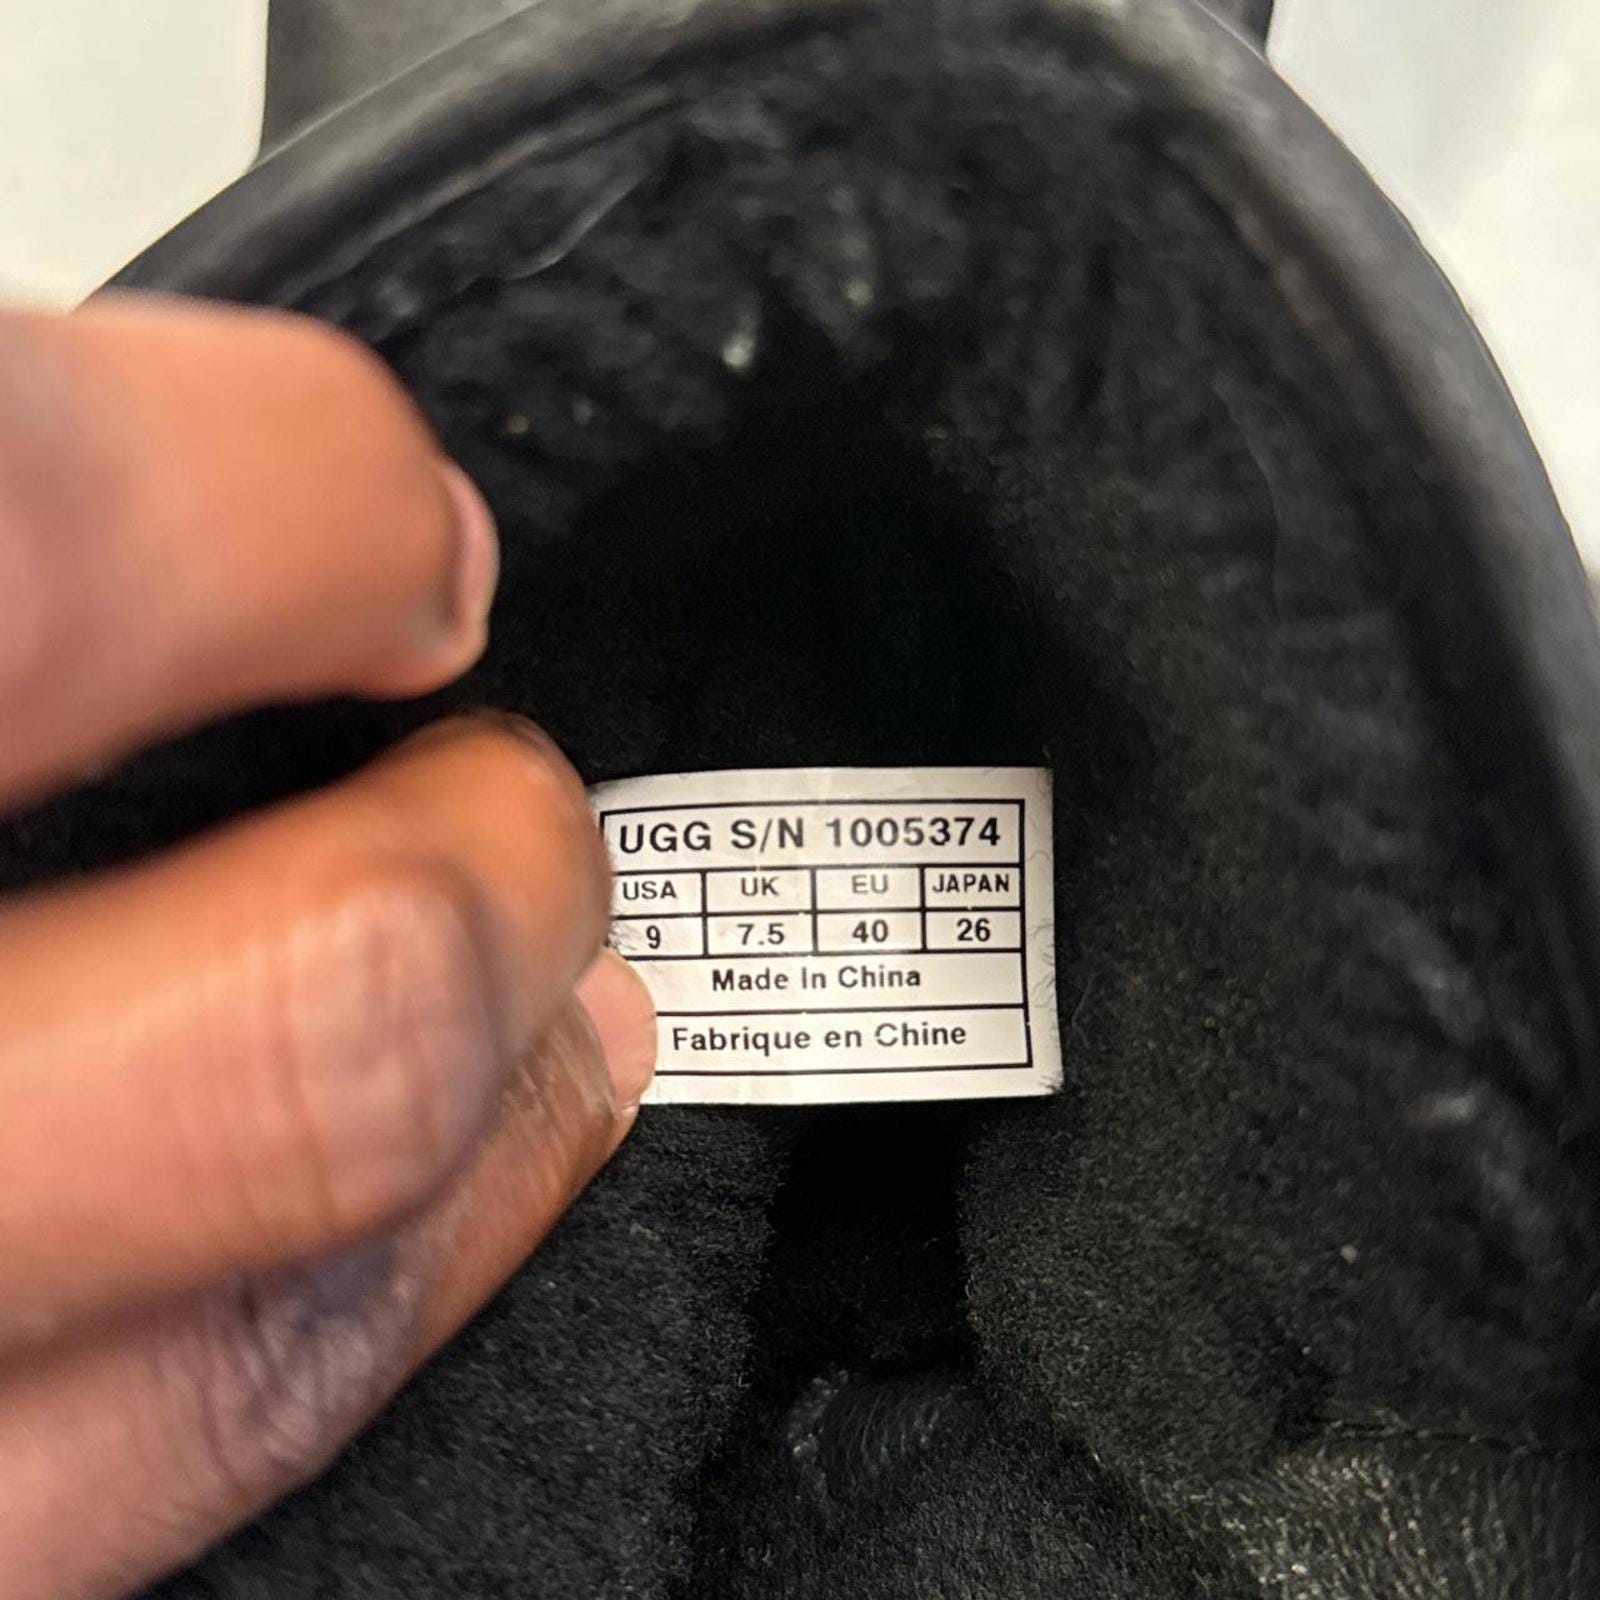 UGG S/N 1005374
USA UK EU JAPAN
9 7.5 40 26
Made In China
Fabrique en Chine